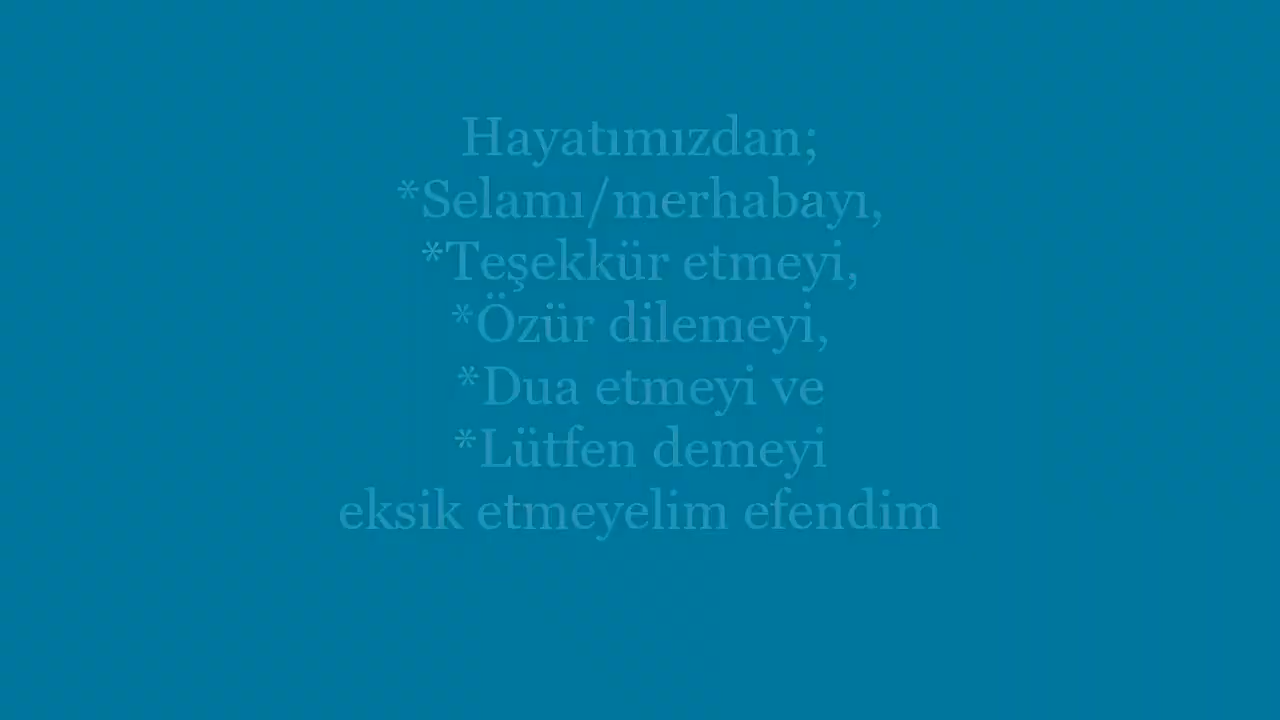 Hayatımızdan;
*Selamı/merhabayı,
*Teşekkür etmeyi,
*Özür dilemeyi,
*Dua etmeyi ve
*Lütfen demeyi
eksik etmeyelim efendim